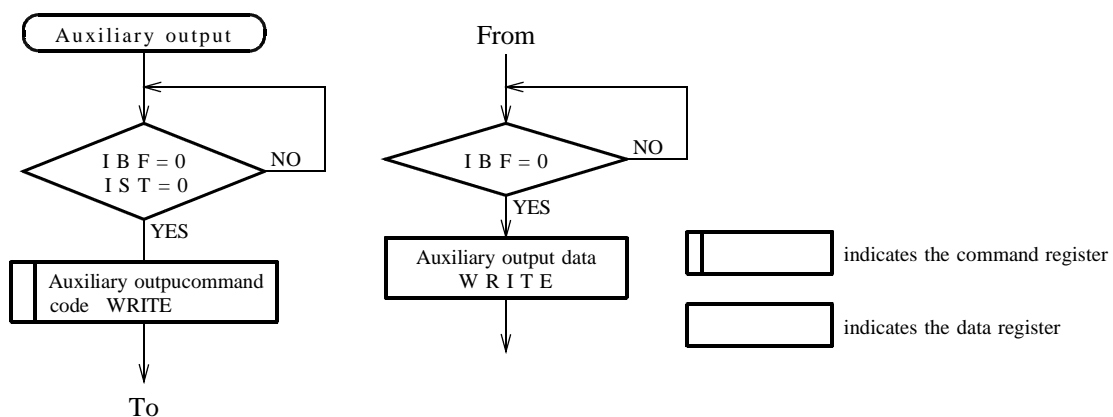 Auxiliary output
NO
I B F = 0
I S T = 0
YES
Auxiliary outpucommand
code WRITE
To
From
NO
I B F = 0
YES
Auxiliary output data
W R I T E
indicates the command register
indicates the data register